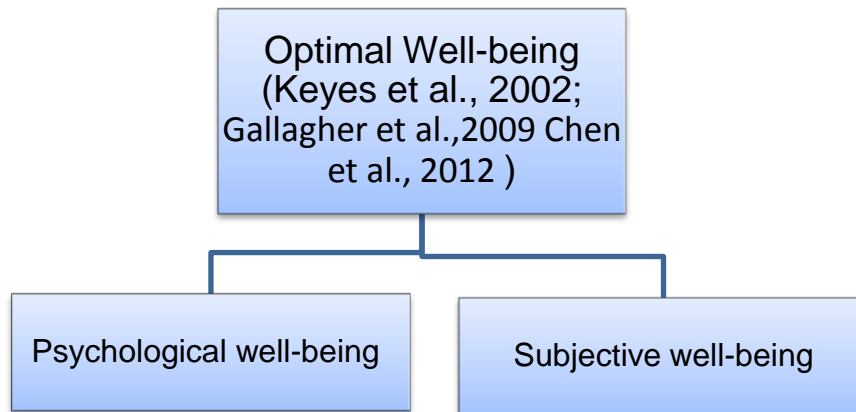 Optimal Well-being
(Keyes et al., 2002;
Gallagher et al.,2009 Chen
et al., 2012 )
Psychological well-being
Subjective well-being